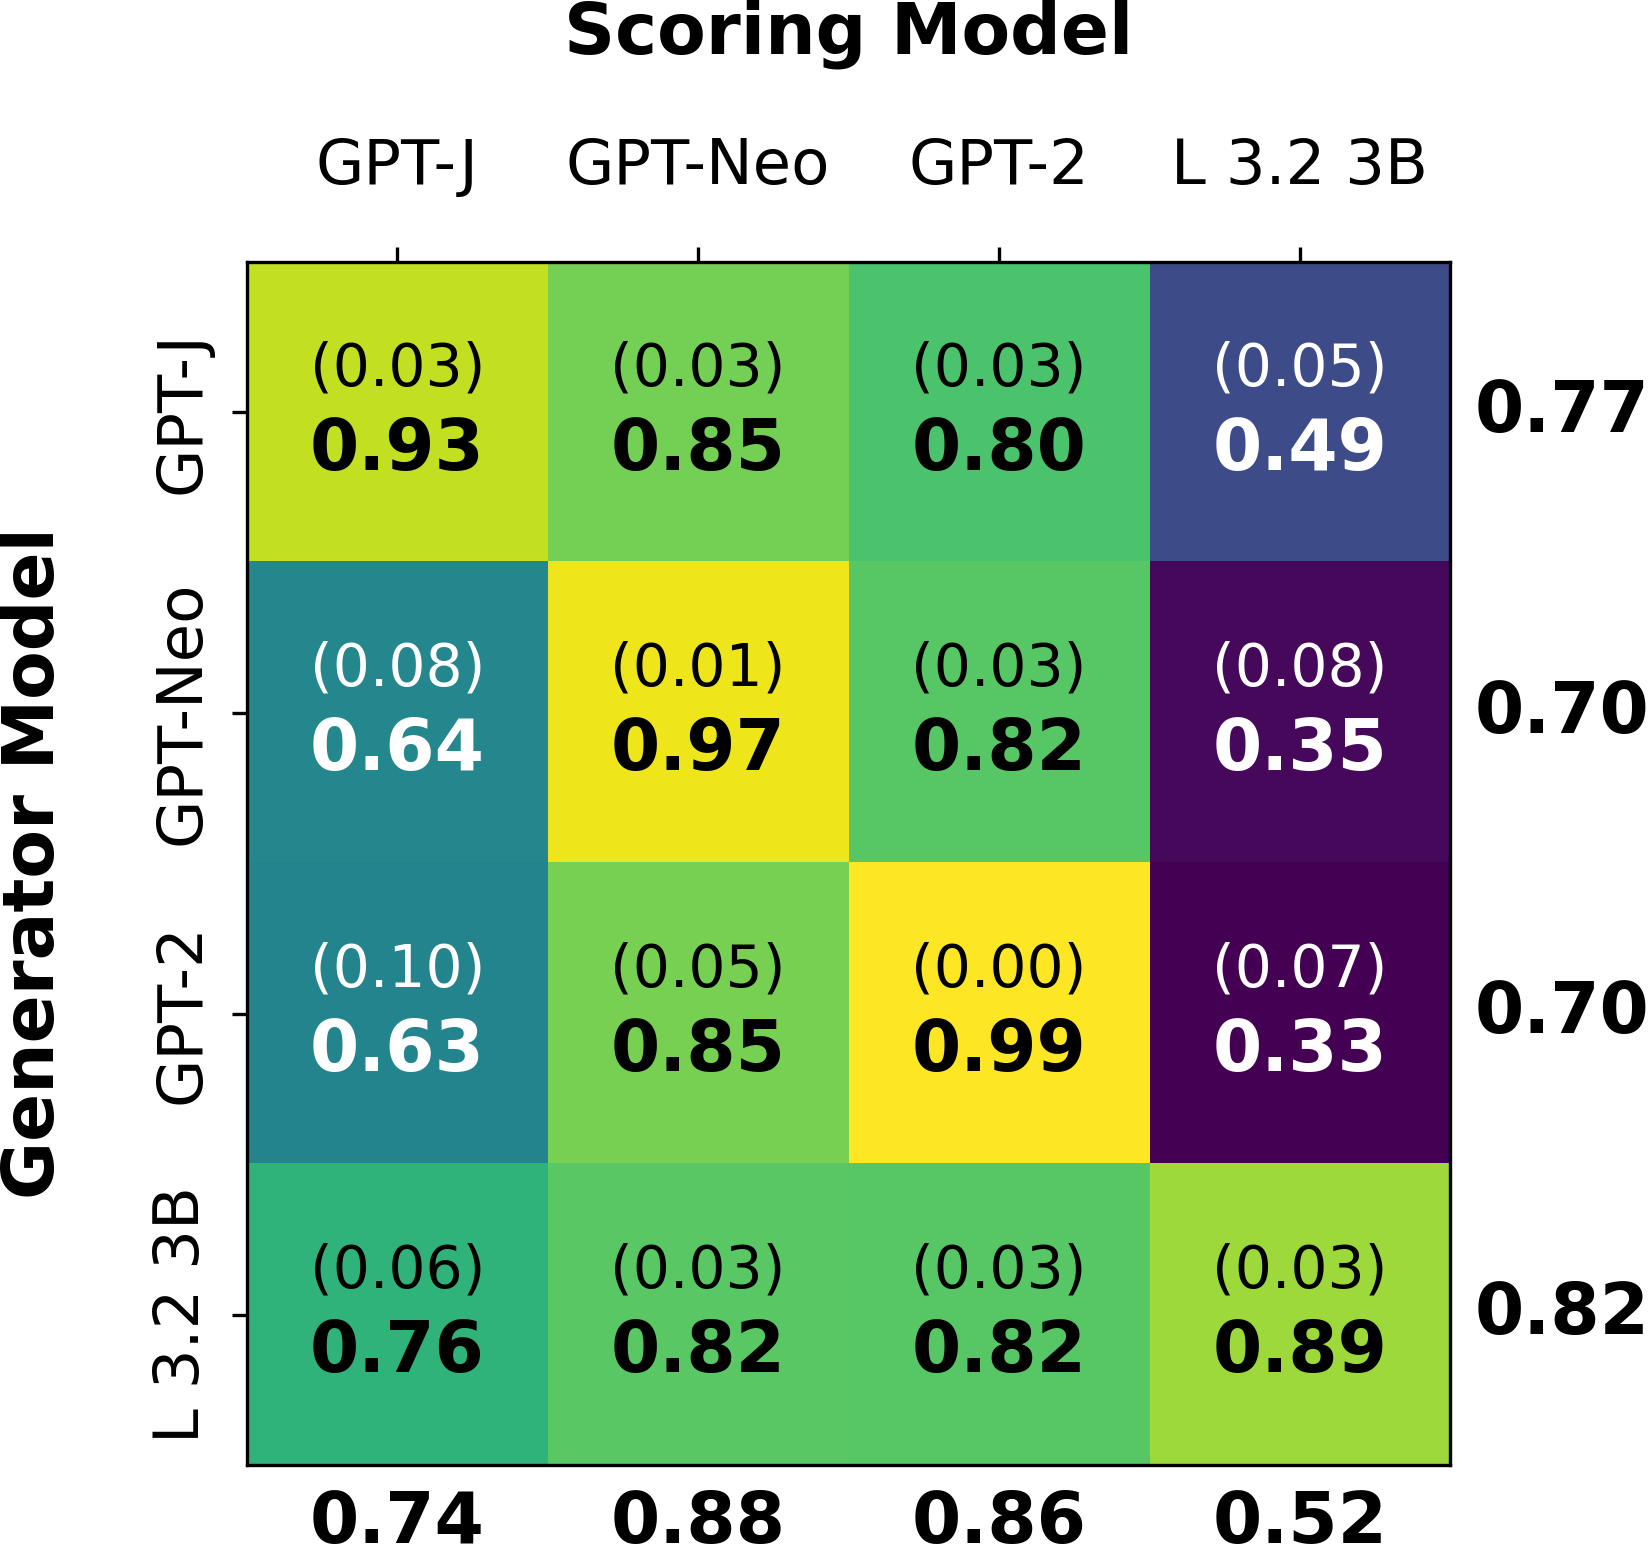 Scoring Model
GPT-J GPT-Neo GPT-2 L 3.2 3B
Generator Model
GPT-J
(0.03) (0.03) (0.03) (0.05)
0.93 0.85 0.80 0.49
0.77
GPT-Neo
(0.08) (0.01) (0.03) (0.08)
0.64 0.97 0.82 0.35
0.70
GPT-2
(0.10) (0.05) (0.00) (0.07)
0.63 0.85 0.99 0.33
0.70
L 3.2 3B
(0.06) (0.03) (0.03) (0.03)
0.76 0.82 0.82 0.89
0.82
0.74 0.88 0.86 0.52